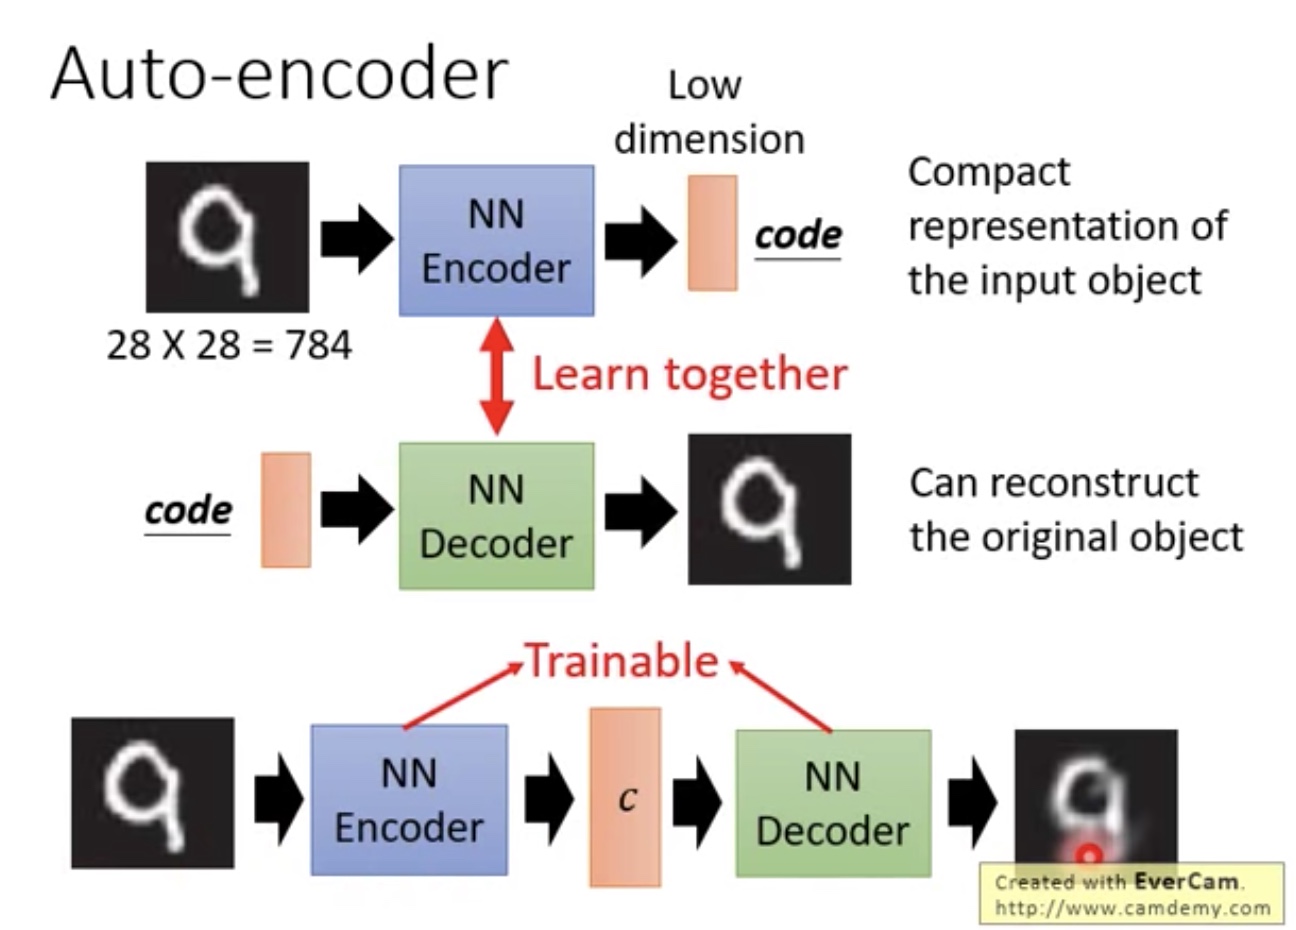 Auto-encoder
Low
dimension
NN
Encoder
code
Compact
representation of
the input object
28 X 28 = 784
Learn together
code
NN
Decoder
Can reconstruct
the original object
Trainable
NN
Encoder
c
NN
Decoder
Created with EverCam.
http://www.camdemy.com